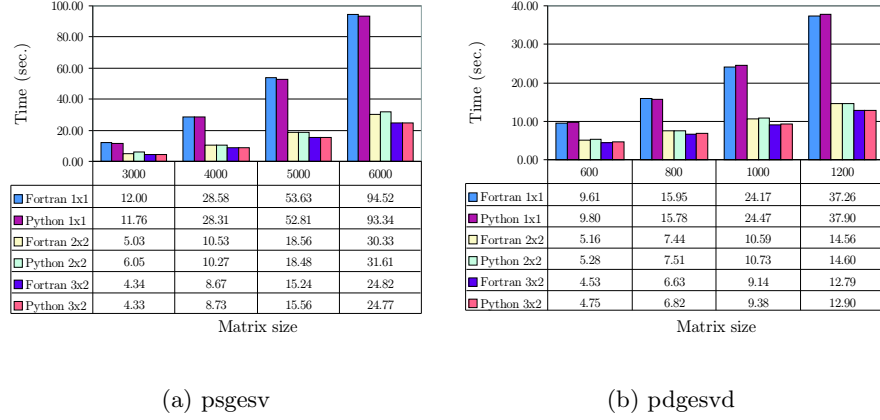 100.00
80.00
60.00
40.00
20.00
0.00
Time (sec.)
3000 4000 5000 6000
Fortran 1x1 12.00 28.58 53.63 94.52
Python 1x1 11.76 28.31 52.81 93.34
Fortran 2x2 5.03 10.53 18.56 30.33
Python 2x2 6.05 10.27 18.48 31.61
Fortran 3x2 4.34 8.67 15.24 24.82
Python 3x2 4.33 8.73 15.56 24.77
Matrix size
(a) psgesv
40.00
30.00
20.00
10.00
0.00
Time (sec.)
600 800 1000 1200
Fortran 1x1 9.61 15.95 24.17 37.26
Python 1x1 9.80 15.78 24.47 37.90
Fortran 2x2 5.16 7.44 10.59 14.56
Python 2x2 5.28 7.51 10.73 14.60
Fortran 3x2 4.53 6.63 9.14 12.79
Python 3x2 4.75 6.82 9.38 12.90
Matrix size
(b) pdgesvd